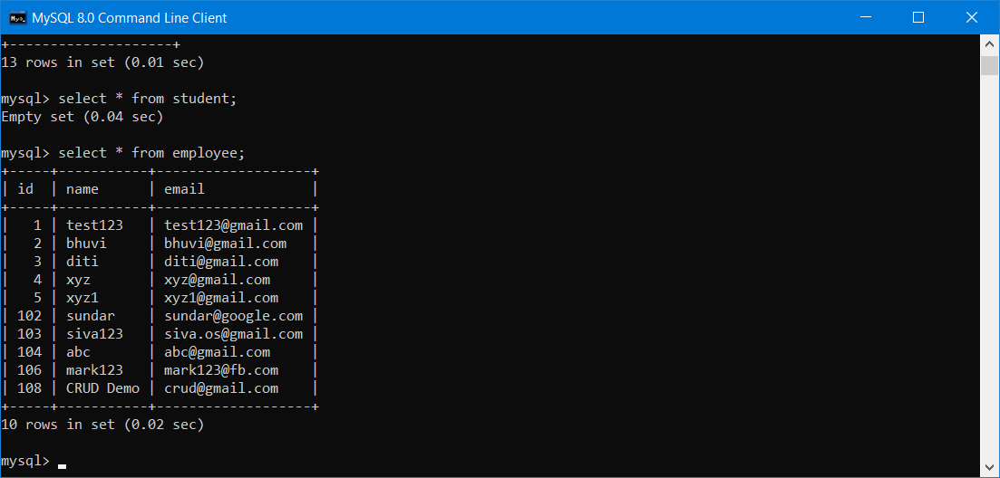 MySQL 8.0 Command Line Client
+--------------------+
13 rows in set (0.01 sec)
mysql> select * from student;
Empty set (0.04 sec)
mysql> select * from employee;
+-----+-----------+-------------------+
| id  | name      | email             |
+-----+-----------+-------------------+
|   1 | test123   | test123@gmail.com |
|   2 | bhuvi     | bhuvi@gmail.com   |
|   3 | diti      | diti@gmail.com    |
|   4 | xyz       | xyz@gmail.com     |
|   5 | xyz1      | xyz1@gmail.com    |
| 102 | sundar    | sundar@google.com |
| 103 | siva123   | siva.os@gmail.com |
| 104 | abc       | abc@gmail.com     |
| 106 | mark123   | mark123@fb.com    |
| 108 | CRUD Demo | crud@gmail.com    |
+-----+-----------+-------------------+
10 rows in set (0.02 sec)
mysql>